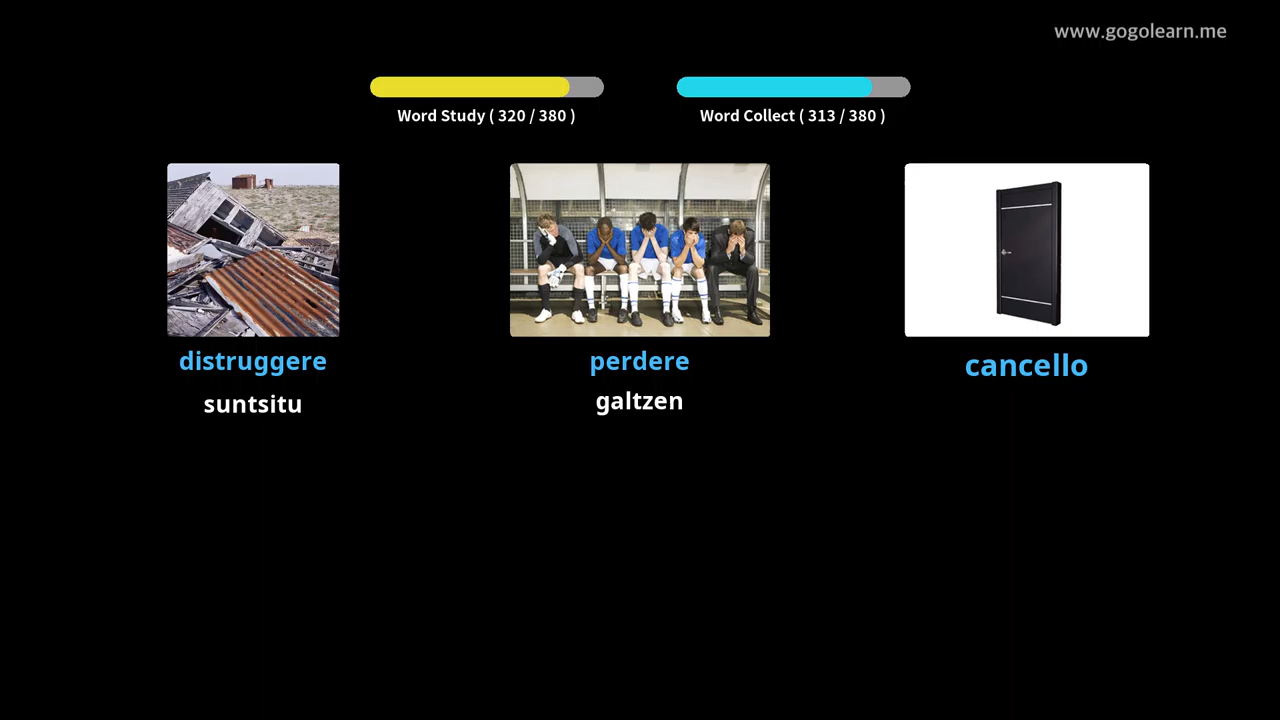 www.gogolearn.me
Word Study ( 320 / 380 )
Word Collect ( 313 / 380 )
distruggere
suntsitu
perdere
galtzen
cancello